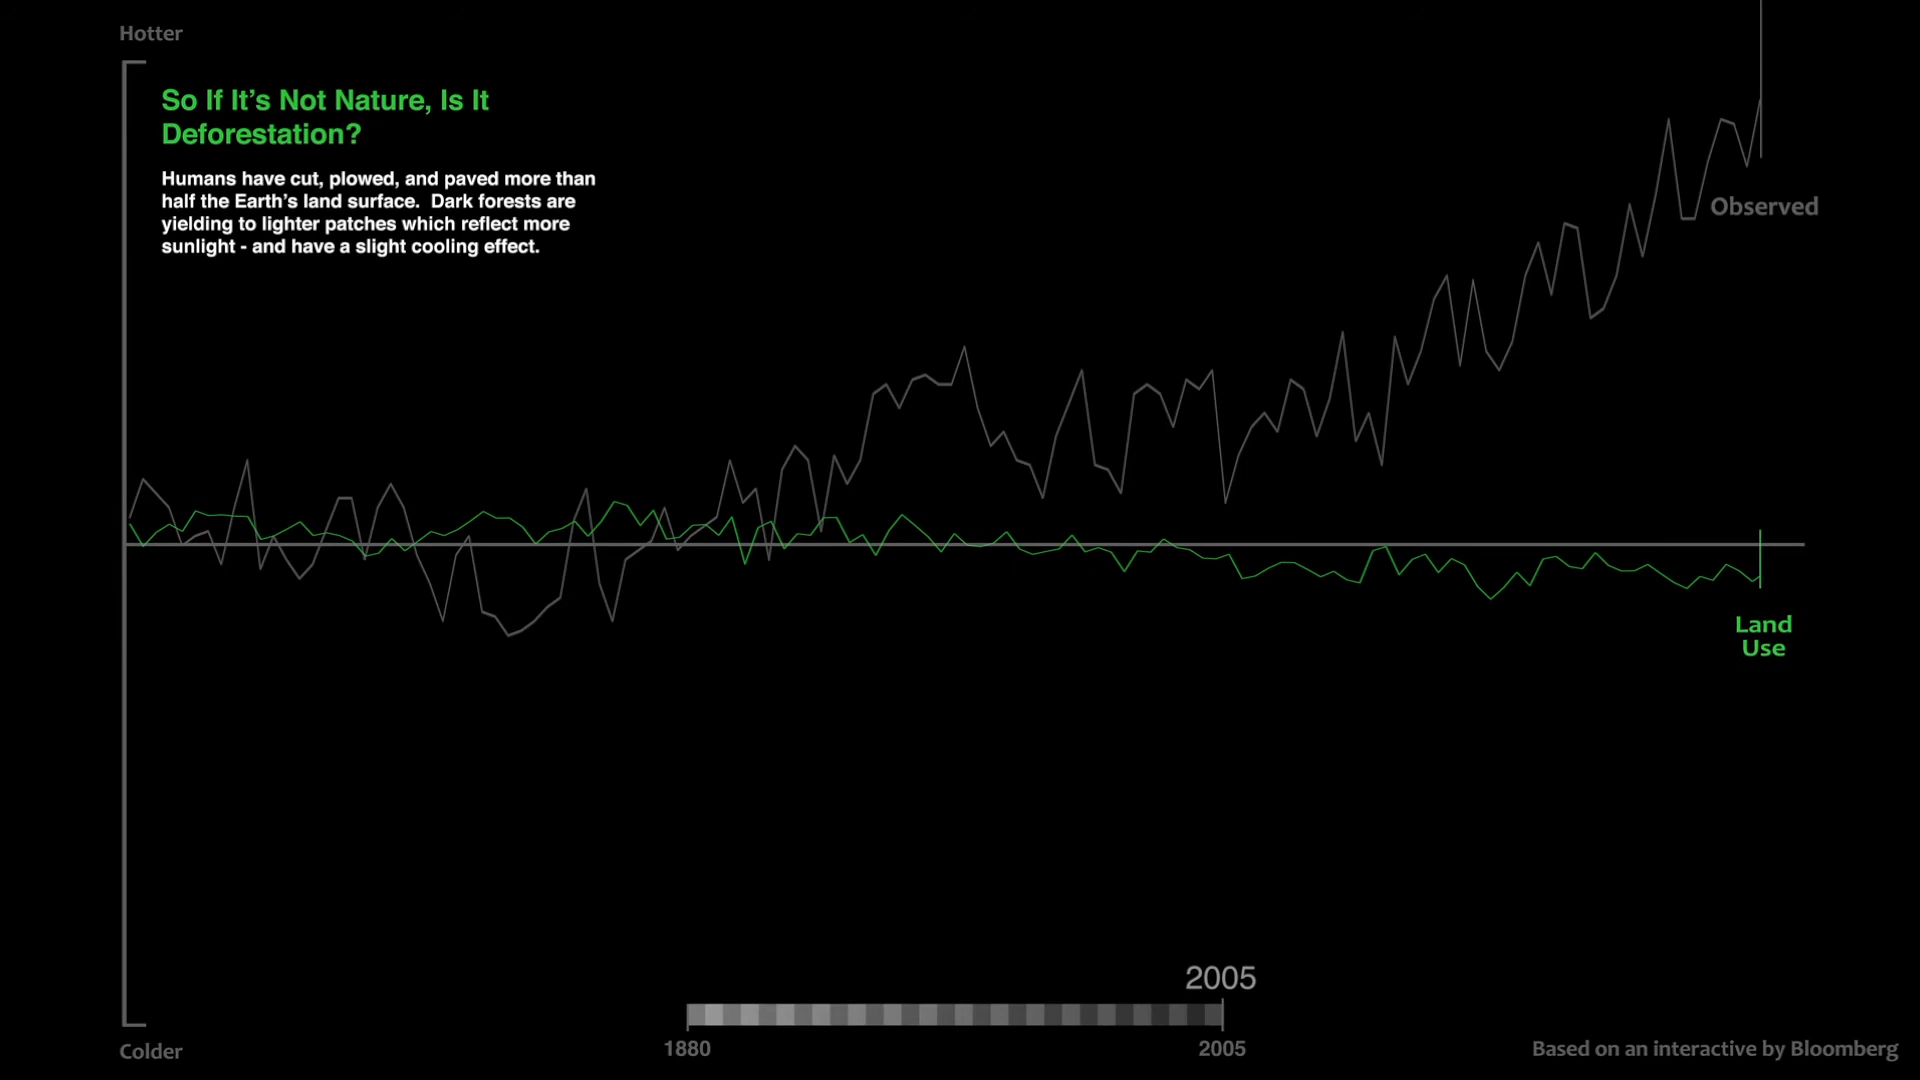 Hotter
So If It’s Not Nature, Is It
Deforestation?
Humans have cut, plowed, and paved more than
half the Earth’s land surface.  Dark forests are
yielding to lighter patches which reflect more
sunlight - and have a slight cooling effect.
Observed
Land
Use
2005
1880
2005
Colder
Based on an interactive by Bloomberg